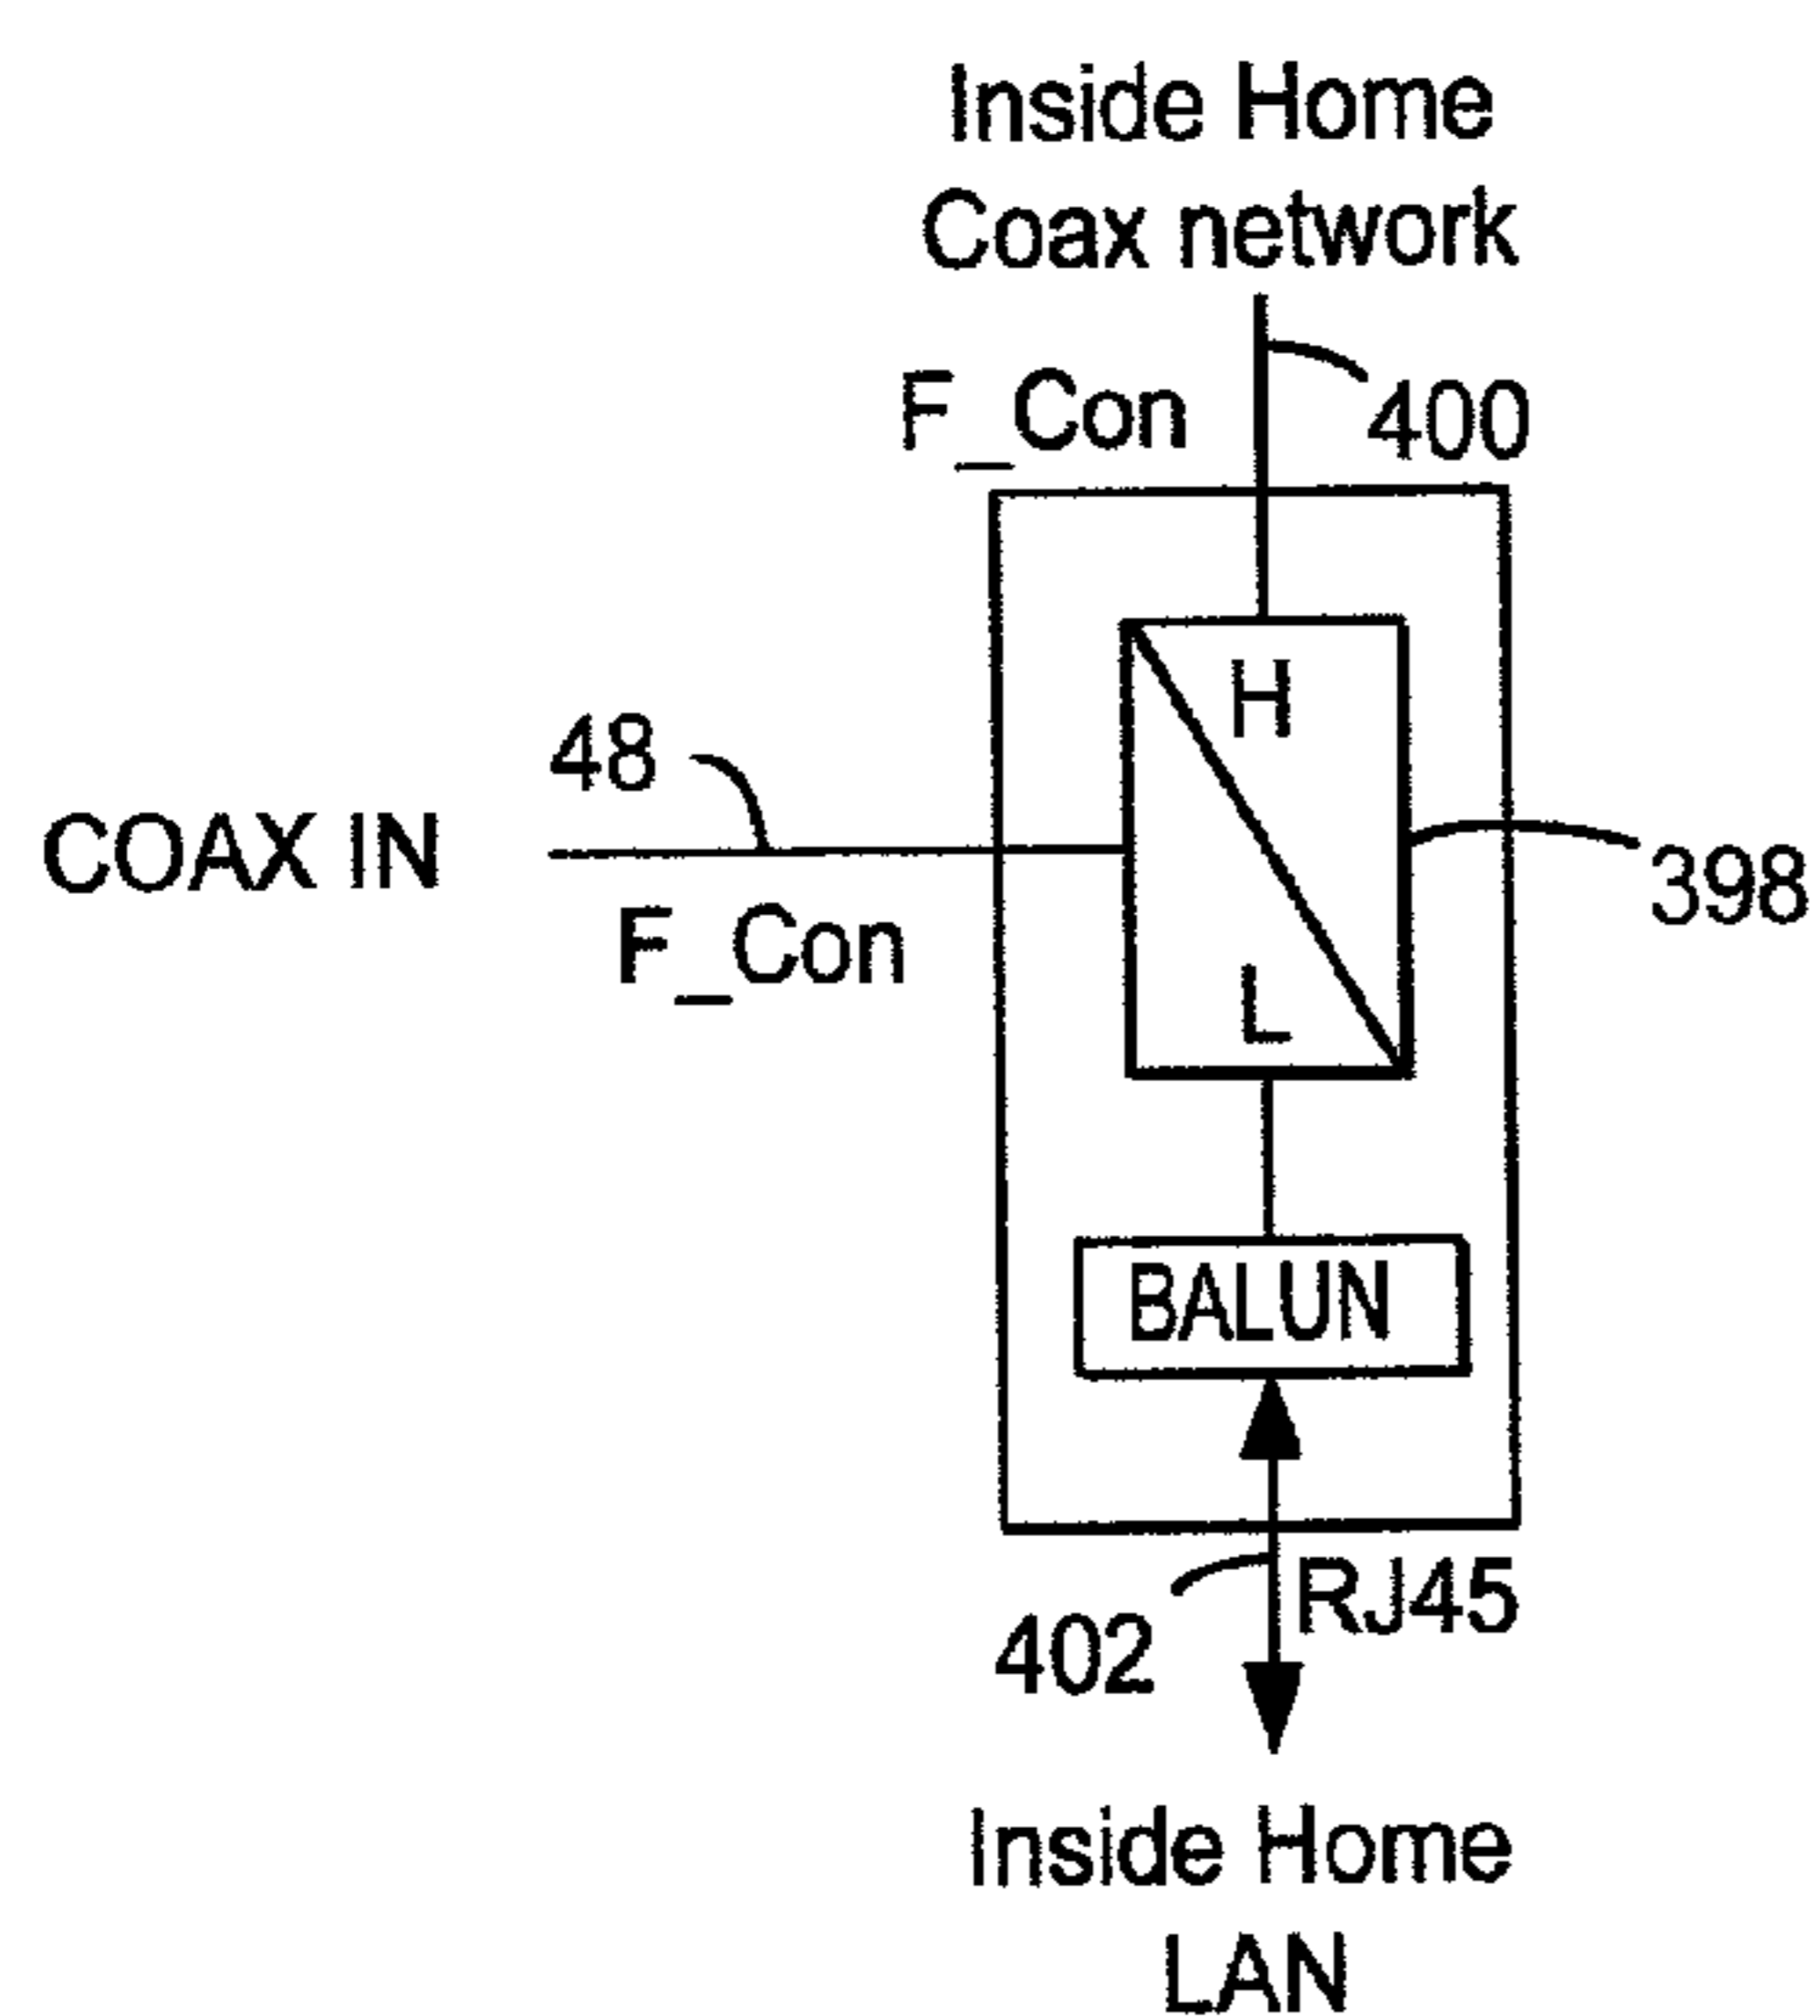 Inside Home
Coax network
F_Con
400
H
48
COAX IN
398
F_Con
L
BALUN
RJ45
402
Inside Home
LAN